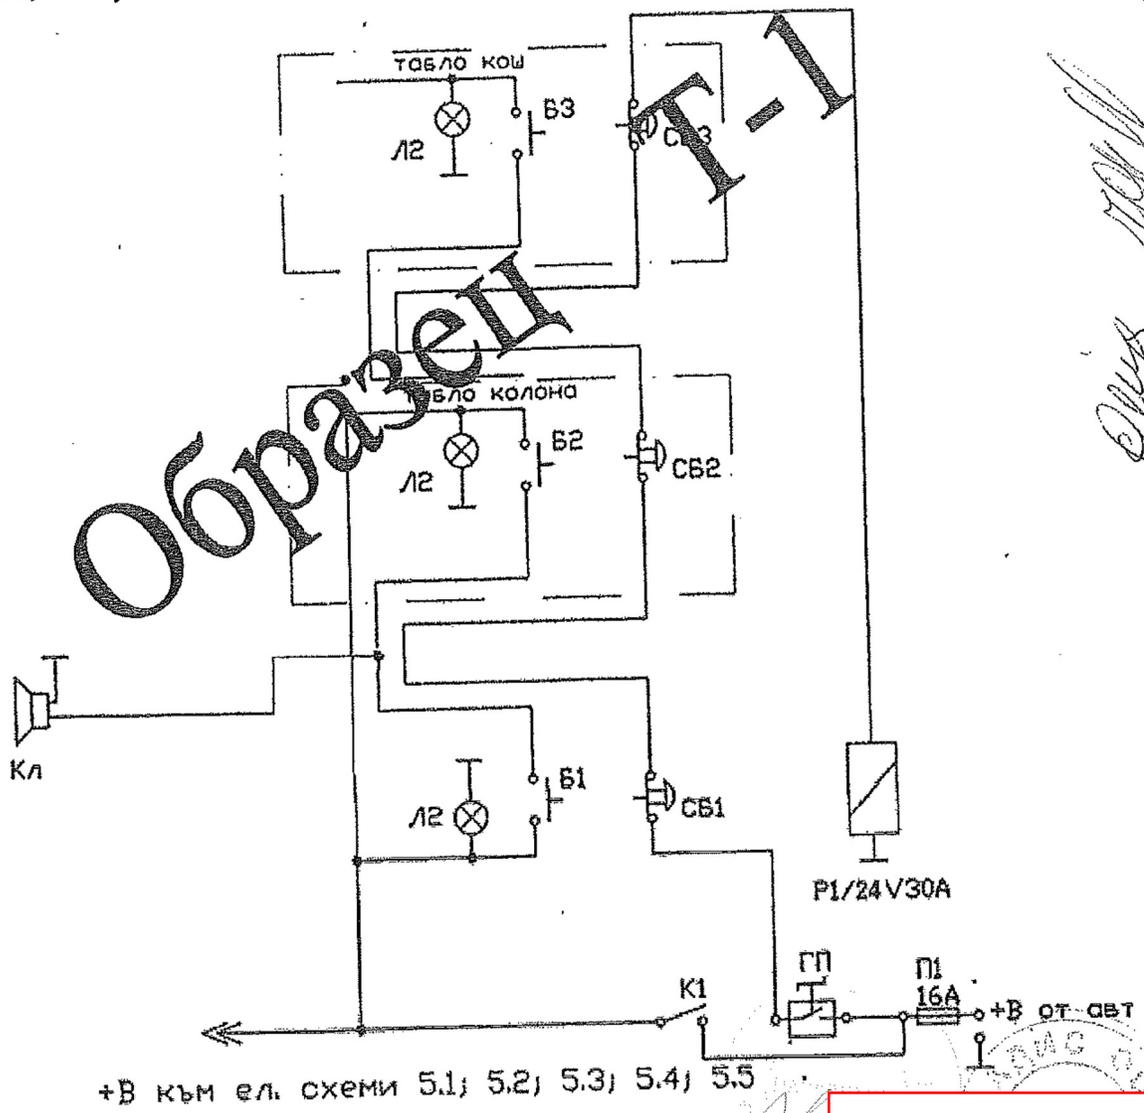 табло кош
Б3
СБ3
Л2
Т-1
Образец
табло колона
Б2
СБ2
Л2
Кл
Л2
Б1
СБ1
Р1/24V30A
К1
ГП
П1
16А
+В от авт
+В към ел. схеми 5.1; 5.2; 5.3; 5.4; 5.5